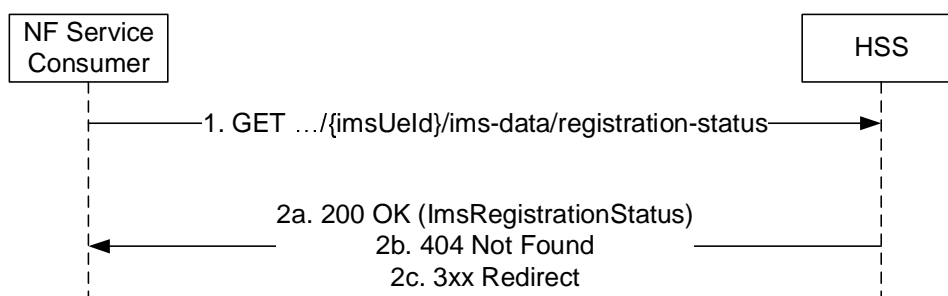 NF Service
Consumer
HSS
1. GET …/{imsUeId}/ims-data/registration-status
2a. 200 OK (ImsRegistrationStatus)
2b. 404 Not Found
2c. 3xx Redirect